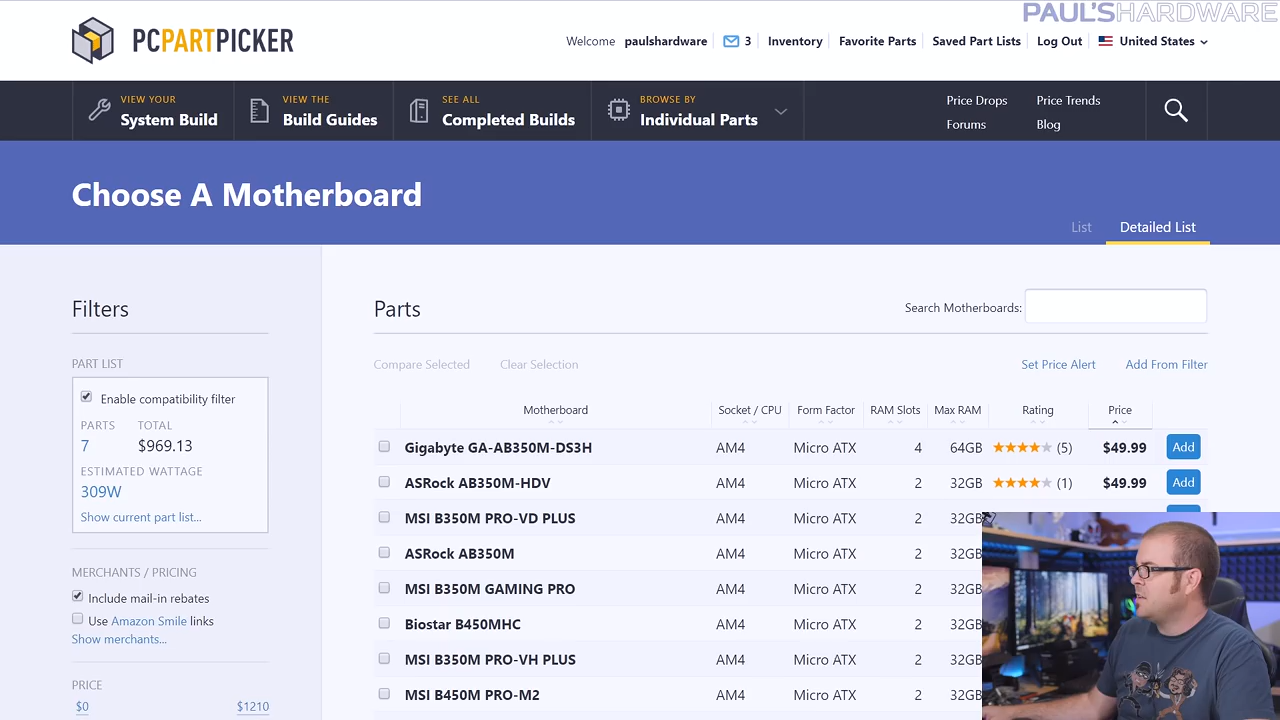 PAUL'SHARDWARE
PCPARTPICKER
Welcome paulshardware 3 Inventory Favorite Parts Saved Part Lists Log Out United States
VIEW YOUR
System Build
VIEW THE
Build Guides
SEE ALL
Completed Builds
BROWSE BY
Individual Parts
Price Drops Price Trends
Forums Blog
Choose A Motherboard
List Detailed List
Filters
PART LIST
Enable compatibility filter
PARTS TOTAL
7 $969.13
ESTIMATED WATTAGE
309W
Show current part list...
MERCHANTS / PRICING
Include mail-in rebates
Use Amazon Smile links
Show merchants...
PRICE
$0 $1210
Parts
Search Motherboards:
Compare Selected Clear Selection Set Price Alert Add From Filter
Motherboard Socket / CPU Form Factor RAM Slots Max RAM Rating Price
Gigabyte GA-AB350M-DS3H AM4 Micro ATX 4 64GB (5) $49.99 Add
ASRock AB350M-HDV AM4 Micro ATX 2 32GB (1) $49.99 Add
MSI B350M PRO-VD PLUS AM4 Micro ATX 2 32GB
ASRock AB350M AM4 Micro ATX 2 32GB
MSI B350M GAMING PRO AM4 Micro ATX 2 32GB
Biostar B450MHC AM4 Micro ATX 2 32GB
MSI B350M PRO-VH PLUS AM4 Micro ATX 2 32GB
MSI B450M PRO-M2 AM4 Micro ATX 2 32GB